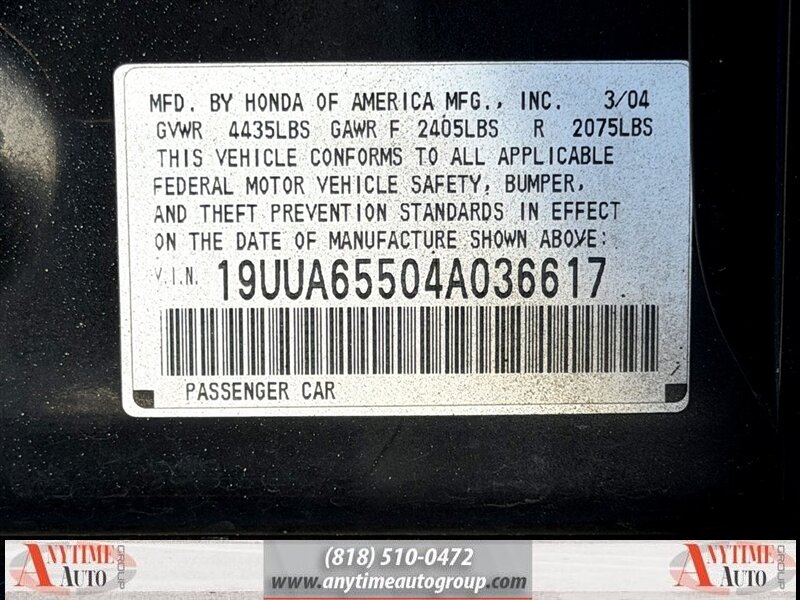 MFD. BY HONDA OF AMERICA MFG., INC. 3/04
GVWR 4435LBS GAWR F 2405LBS R 2075LBS
THIS VEHICLE CONFORMS TO ALL APPLICABLE
FEDERAL MOTOR VEHICLE SAFETY, BUMPER,
AND THEFT PREVENTION STANDARDS IN EFFECT
ON THE DATE OF MANUFACTURE SHOWN ABOVE:
V.I.N. 19UUA65504A036617
PASSENGER CAR
ANYTIME AUTO GROUP
(818) 510-0472
www.anytimeautogroup.com
ANYTIME AUTO GROUP